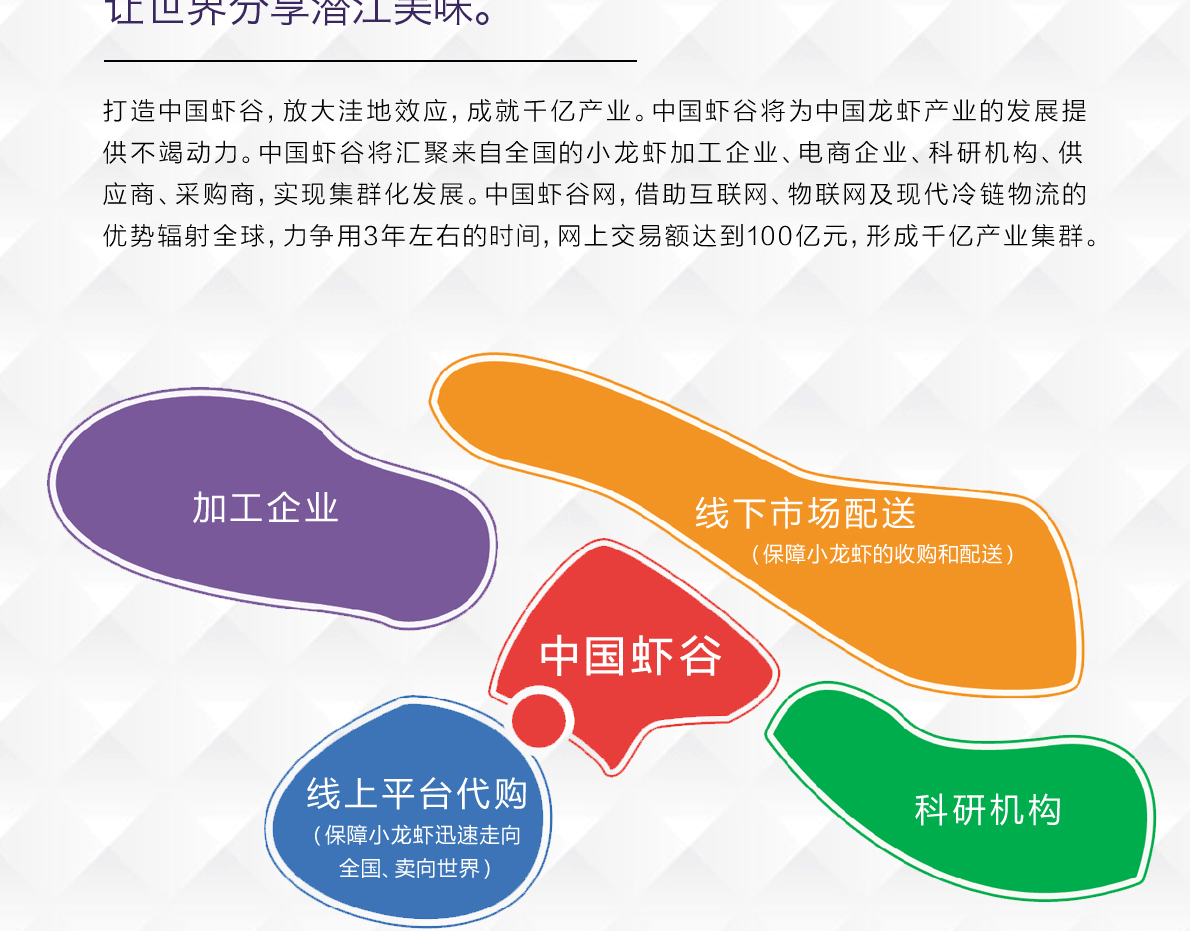 让世界分享潜江美味。
打造中国虾谷，放大洼地效应，成就千亿产业。中国虾谷将为中国龙虾产业的发展提
供不竭动力。中国虾谷将汇聚来自全国的小龙虾加工企业、电商企业、科研机构、供
应商、采购商，实现集群化发展。中国虾谷网，借助互联网、物联网及现代冷链物流的
优势辐射全球，力争用3年左右的时间，网上交易额达到100亿元，形成千亿产业集群。
加工企业
线下市场配送
（保障小龙虾的收购和配送）
中国虾谷
线上平台代购
（保障小龙虾迅速走向
全国、卖向世界）
科研机构